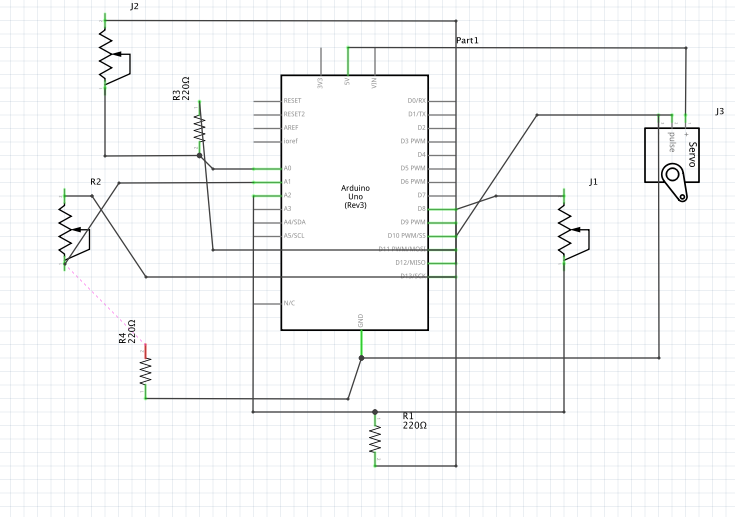 J2
Part1
R3
220Ω
3V3
5V
VIN
J3
RESET
RESET2
AREF
ioref
A0
A1
A2
A3
A4/SDA
A5/SCL
N/C
Arduino
Uno
(Rev3)
D0/RX
D1/TX
D2
D3 PWM
D4
D5 PWM
D6 PWM
D7
D8
D9 PWM
D10 PWM/SS
D11 PWM/MOSI
D12/MISO
D13/SCK
GND
pulse
+
-
Servo
R2
J1
R4
220Ω
R1
220Ω